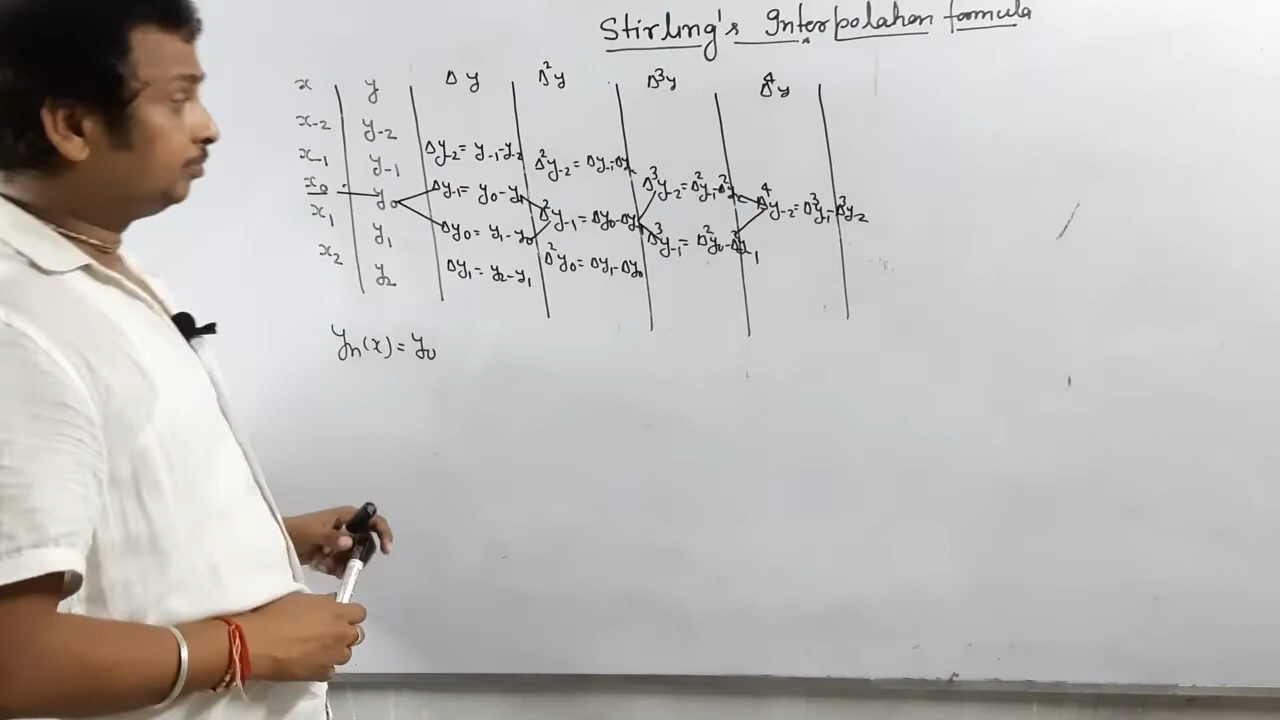 Stirling's Interpolation formula
x y Δy Δ²y Δ³y Δ⁴y
x₋₂ y₋₂
Δy₋₂ = y₋₁ - y₋₂
x₋₁ y₋₁ Δ²y₋₂ = Δy₋₁ - Δy
Δy₋₁ = y₀ - y₋₁ Δ³y₋₂ = Δ²y₋₁ - Δ²y₋₂
x₀ y₀ Δ²y₋₁ = Δy₀ - Δy₋₁ Δ⁴y₋₂ = Δ³y₋₁ - Δ³y₋₂
Δy₀ = y₁ - y₀ Δ³y₋₁ = Δ²y₀ - Δ²y₋₁
x₁ y₁ Δ²y₀ = Δy₁ - Δy₀
Δy₁ = y₂ - y₁
x₂ y₂
yₙ(x) = y₀